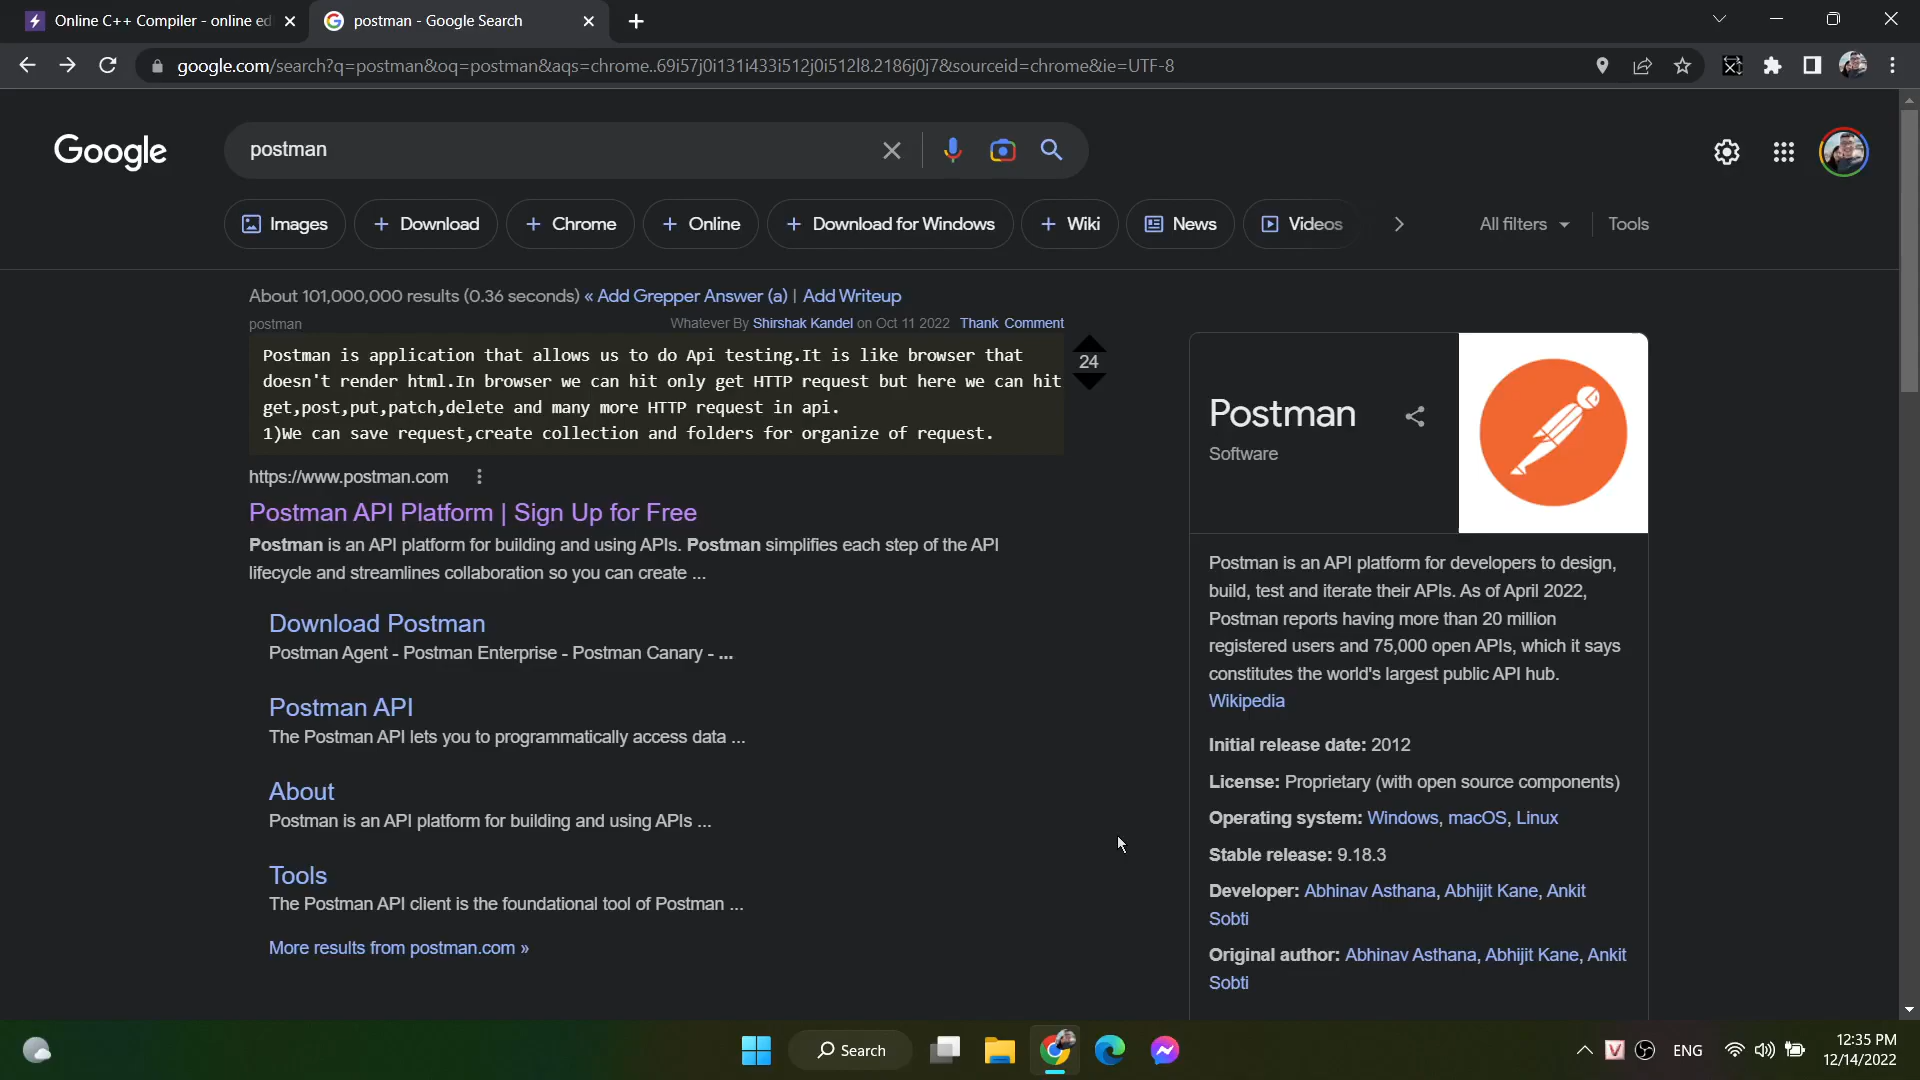 Online C++ Compiler - online ed
postman - Google Search
google.com/search?q=postman&oq=postman&aqs=chrome..69i57j0i131i433i512j0i512l8.2186j0j7&sourceid=chrome&ie=UTF-8
Google
postman
Images
+ Download
+ Chrome
+ Online
+ Download for Windows
+ Wiki
News
Videos
All filters
Tools
About 101,000,000 results (0.36 seconds) « Add Grepper Answer (a) | Add Writeup
postman
Whatever By Shirshak Kandel on Oct 11 2022 Thank Comment
Postman is application that allows us to do Api testing.It is like browser that
doesn't render html.In browser we can hit only get HTTP request but here we can hit
get,post,put,patch,delete and many more HTTP request in api.
1)We can save request,create collection and folders for organize of request.
24
https://www.postman.com
Postman API Platform | Sign Up for Free
Postman is an API platform for building and using APIs. Postman simplifies each step of the API
lifecycle and streamlines collaboration so you can create ...
Download Postman
Postman Agent - Postman Enterprise - Postman Canary - ...
Postman API
The Postman API lets you to programmatically access data ...
About
Postman is an API platform for building and using APIs ...
Tools
The Postman API client is the foundational tool of Postman ...
More results from postman.com »
Postman
Software
Postman is an API platform for developers to design,
build, test and iterate their APIs. As of April 2022,
Postman reports having more than 20 million
registered users and 75,000 open APIs, which it says
constitutes the world's largest public API hub.
Wikipedia
Initial release date: 2012
License: Proprietary (with open source components)
Operating system: Windows, macOS, Linux
Stable release: 9.18.3
Developer: Abhinav Asthana, Abhijit Kane, Ankit
Sobti
Original author: Abhinav Asthana, Abhijit Kane, Ankit
Sobti
Search
V
ENG
12:35 PM
12/14/2022